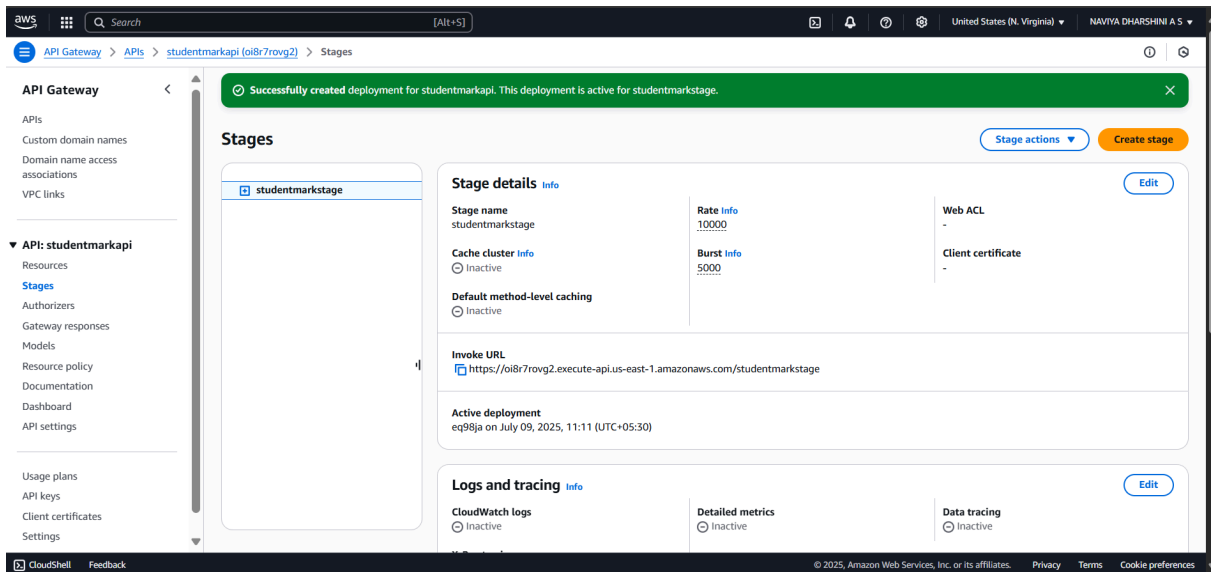 aws
Search
[Alt+S]
United States (N. Virginia)
NAVIYA DHARSHINI A S
API Gateway > APIs > studentmarkapi (oi8r7rovg2) > Stages
API Gateway
APIs
Custom domain names
Domain name access
associations
VPC links
API: studentmarkapi
Resources
Stages
Authorizers
Gateway responses
Models
Resource policy
Documentation
Dashboard
API settings
Usage plans
API keys
Client certificates
Settings
Successfully created deployment for studentmarkapi. This deployment is active for studentmarkstage.
Stages
Stage actions
Create stage
studentmarkstage
Stage details Info
Edit
Stage name
studentmarkstage
Rate Info
10000
Web ACL
-
Cache cluster Info
Inactive
Burst Info
5000
Client certificate
-
Default method-level caching
Inactive
Invoke URL
https://oi8r7rovg2.execute-api.us-east-1.amazonaws.com/studentmarkstage
Active deployment
eq98ja on July 09, 2025, 11:11 (UTC+05:30)
Logs and tracing Info
Edit
CloudWatch logs
Inactive
Detailed metrics
Inactive
Data tracing
Inactive
CloudShell
Feedback
© 2025, Amazon Web Services, Inc. or its affiliates.
Privacy
Terms
Cookie preferences